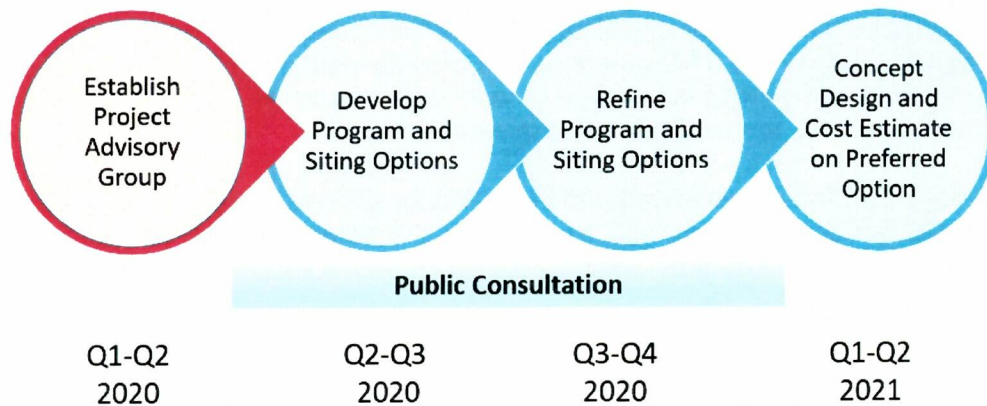 Establish
Project
Advisory
Group
Develop
Program and
Siting Options
Refine
Program and
Siting Options
Concept
Design and
Cost Estimate
on Preferred
Option
Public Consultation
Q1-Q2
2020
Q2-Q3
2020
Q3-Q4
2020
Q1-Q2
2021